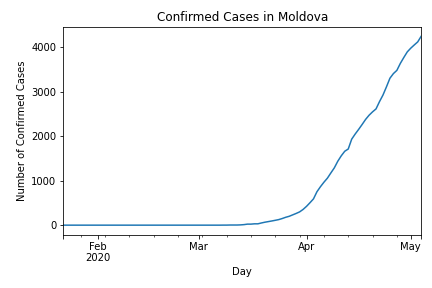 Confirmed Cases in Moldova
Number of Confirmed Cases
4000
3000
2000
1000
0
Feb
2020
Mar
Apr
May
Day